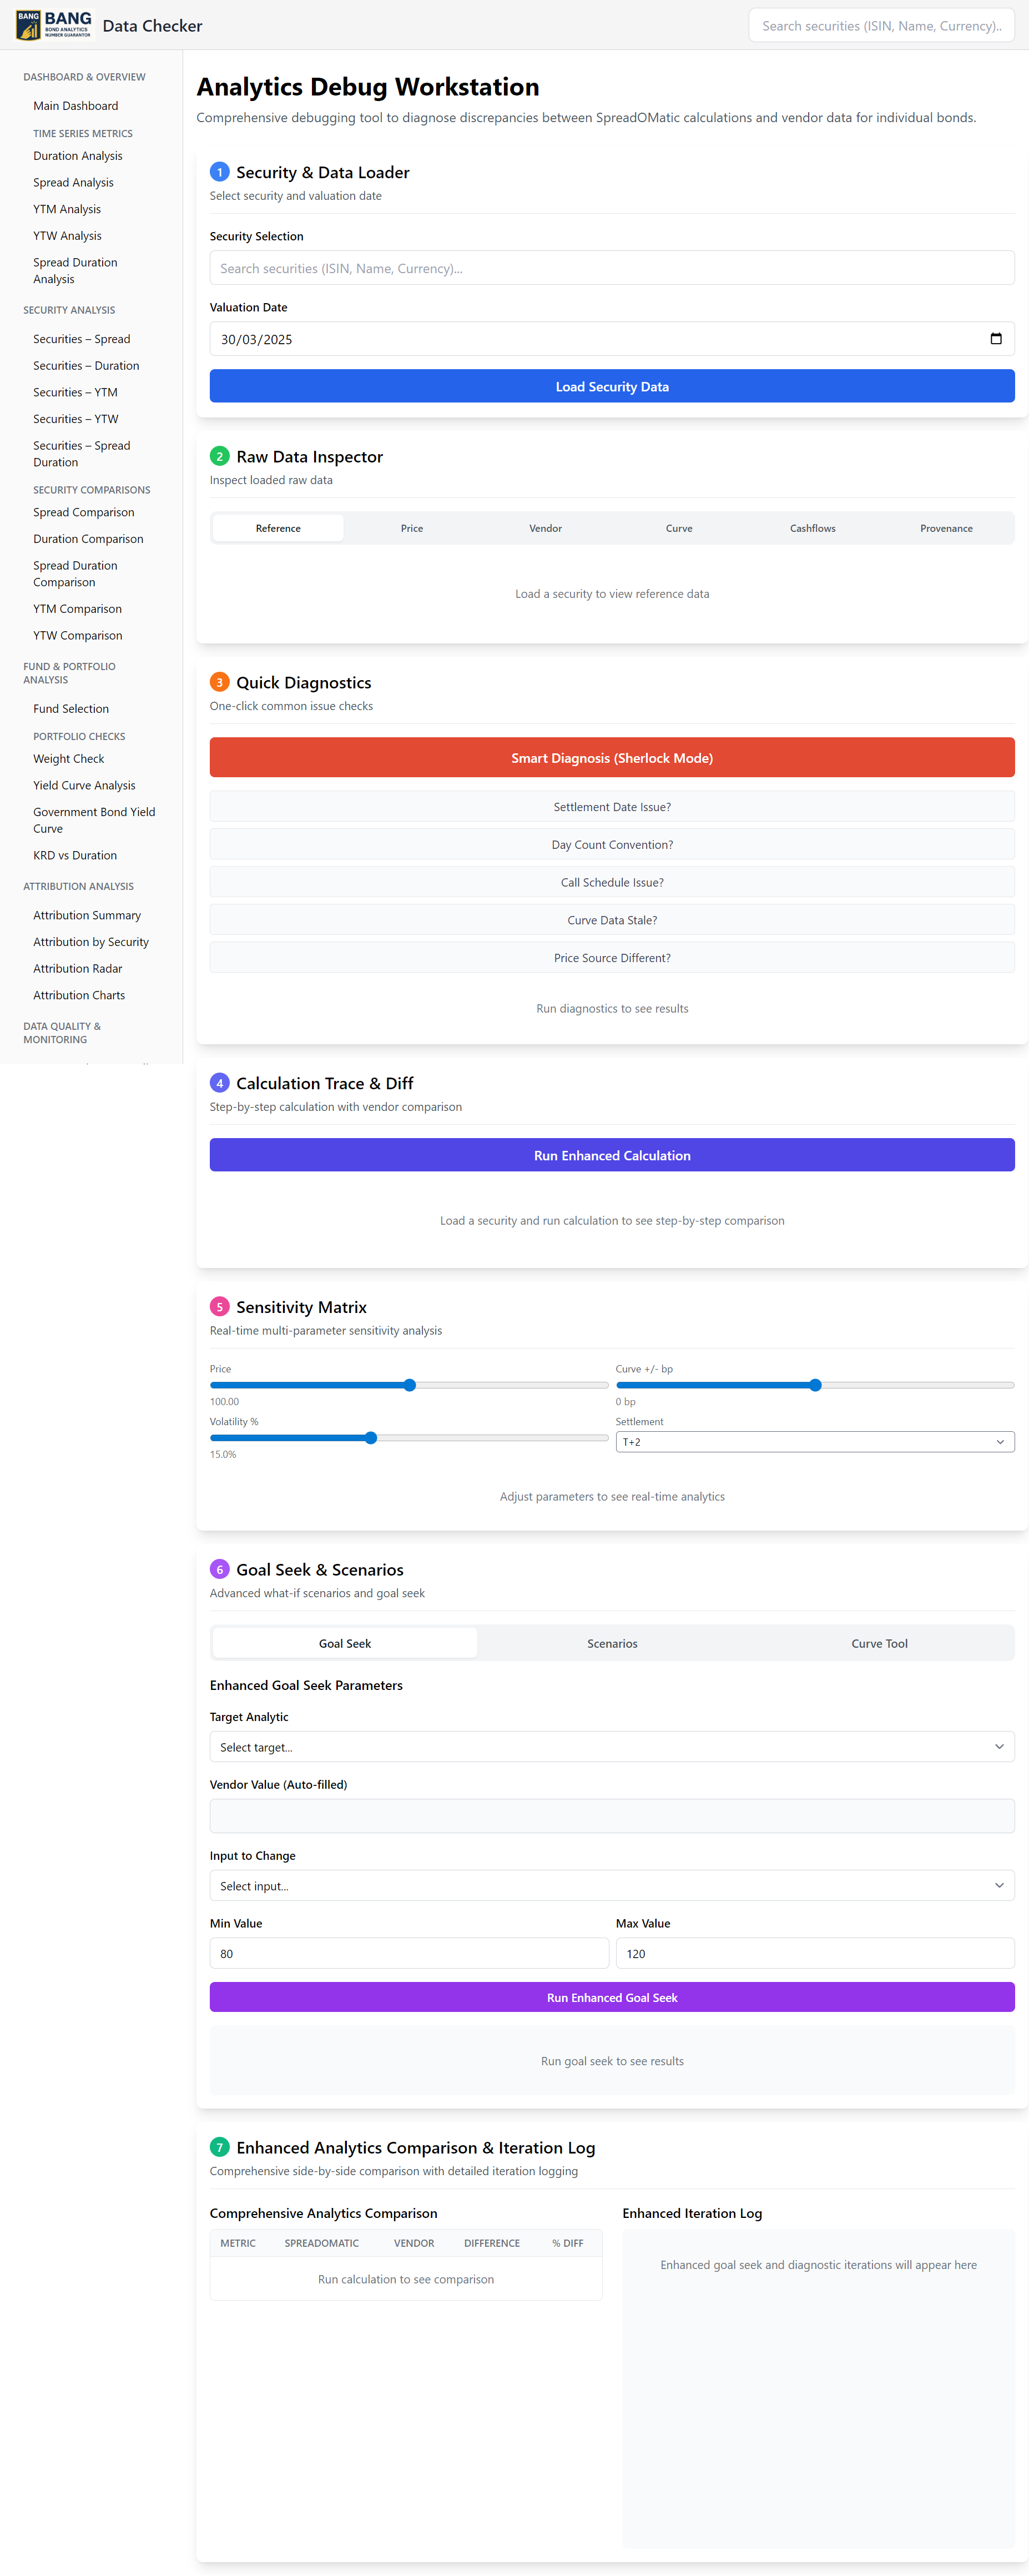 BANG
BANG
BOND ANALYTICS
NUMBER GUARANTOR
Data Checker
Search securities (ISIN, Name, Currency)..
DASHBOARD & OVERVIEW
Main Dashboard
TIME SERIES METRICS
Duration Analysis
Spread Analysis
YTM Analysis
YTW Analysis
Spread Duration
Analysis
SECURITY ANALYSIS
Securities – Spread
Securities – Duration
Securities – YTM
Securities – YTW
Securities – Spread
Duration
SECURITY COMPARISONS
Spread Comparison
Duration Comparison
Spread Duration
Comparison
YTM Comparison
YTW Comparison
FUND & PORTFOLIO
ANALYSIS
Fund Selection
PORTFOLIO CHECKS
Weight Check
Yield Curve Analysis
Government Bond Yield
Curve
KRD vs Duration
ATTRIBUTION ANALYSIS
Attribution Summary
Attribution by Security
Attribution Radar
Attribution Charts
DATA QUALITY &
MONITORING
Analytics Debug Workstation
Comprehensive debugging tool to diagnose discrepancies between SpreadOMatic calculations and vendor data for individual bonds.
1 Security & Data Loader
Select security and valuation date
Security Selection
Search securities (ISIN, Name, Currency)...
Valuation Date
30/03/2025
Load Security Data
2 Raw Data Inspector
Inspect loaded raw data
Reference Price Vendor Curve Cashflows Provenance
Load a security to view reference data
3 Quick Diagnostics
One-click common issue checks
Smart Diagnosis (Sherlock Mode)
Settlement Date Issue?
Day Count Convention?
Call Schedule Issue?
Curve Data Stale?
Price Source Different?
Run diagnostics to see results
4 Calculation Trace & Diff
Step-by-step calculation with vendor comparison
Run Enhanced Calculation
Load a security and run calculation to see step-by-step comparison
5 Sensitivity Matrix
Real-time multi-parameter sensitivity analysis
Price Curve +/- bp
100.00 0 bp
Volatility % Settlement
T+2
15.0%
Adjust parameters to see real-time analytics
6 Goal Seek & Scenarios
Advanced what-if scenarios and goal seek
Goal Seek Scenarios Curve Tool
Enhanced Goal Seek Parameters
Target Analytic
Select target...
Vendor Value (Auto-filled)
Input to Change
Select input...
Min Value Max Value
80 120
Run Enhanced Goal Seek
Run goal seek to see results
7 Enhanced Analytics Comparison & Iteration Log
Comprehensive side-by-side comparison with detailed iteration logging
Comprehensive Analytics Comparison Enhanced Iteration Log
METRIC SPREADOMATIC VENDOR DIFFERENCE % DIFF
Run calculation to see comparison
Enhanced goal seek and diagnostic iterations will appear here